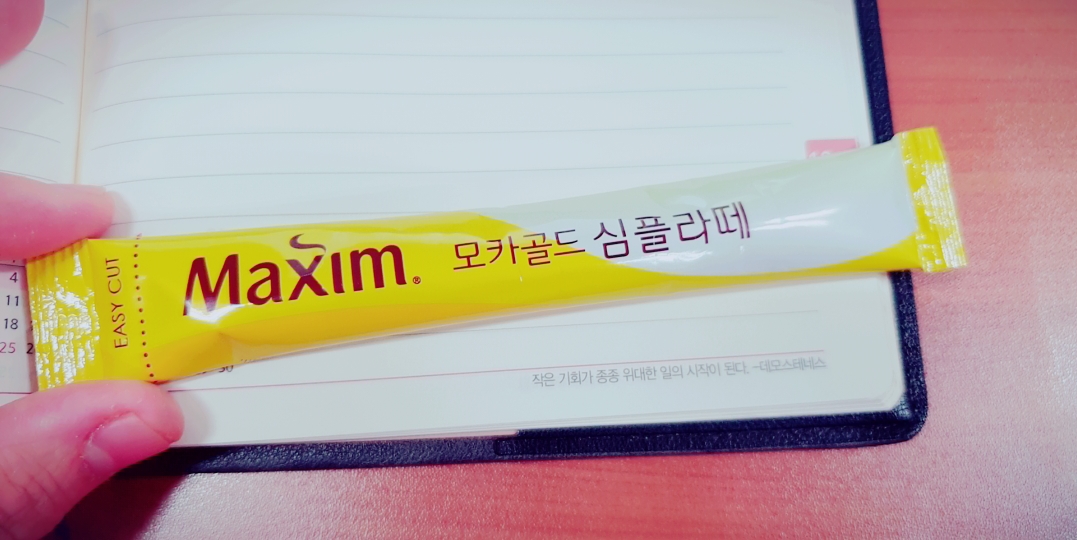 Maxim®
모카골드 심플라떼
EASY CUT
4
11
18
25 2
30
작은 기회가 종종 위대한 일의 시작이 된다. -데모스테네스